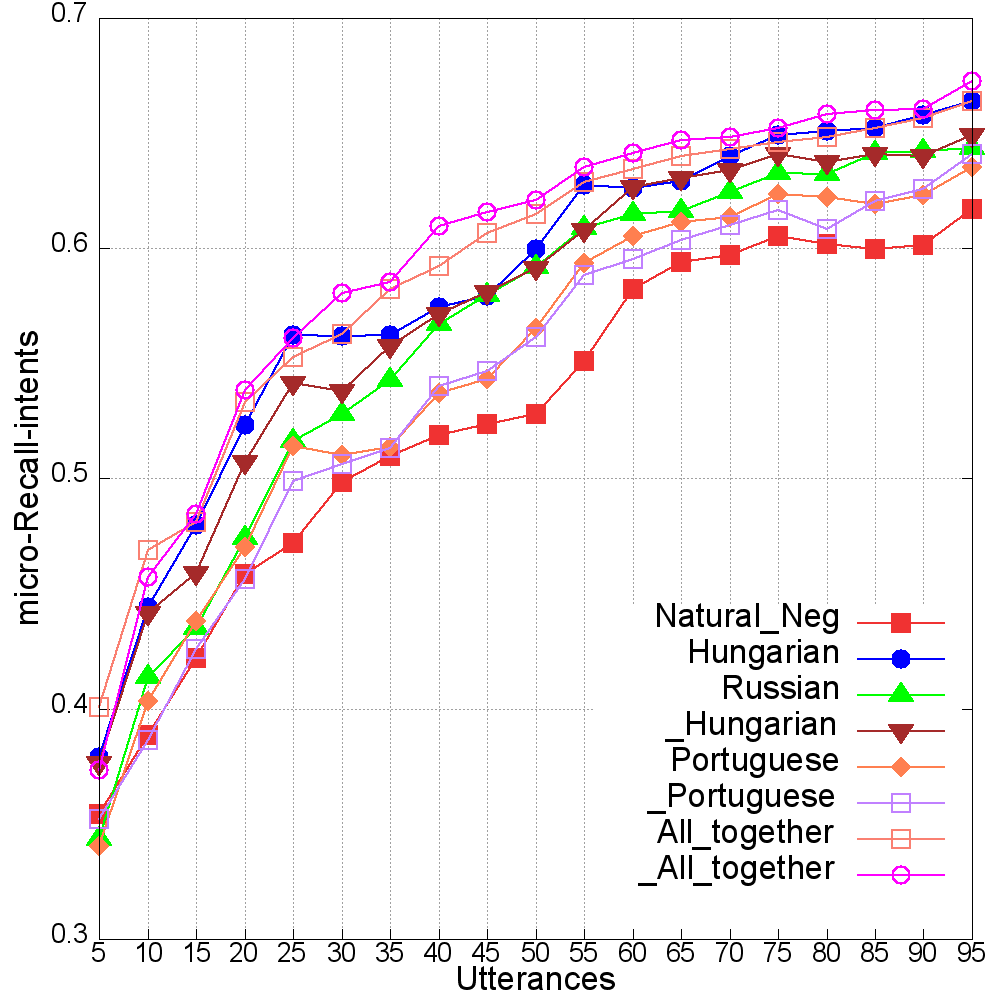 0.7
0.6
0.5
0.4
0.3
micro-Recall-intents
Natural_Neg
Hungarian
Russian
_Hungarian
Portuguese
_Portuguese
All_together
_All_together
5 10 15 20 25 30 35 40 45 50 55 60 65 70 75 80 85 90 95
Utterances